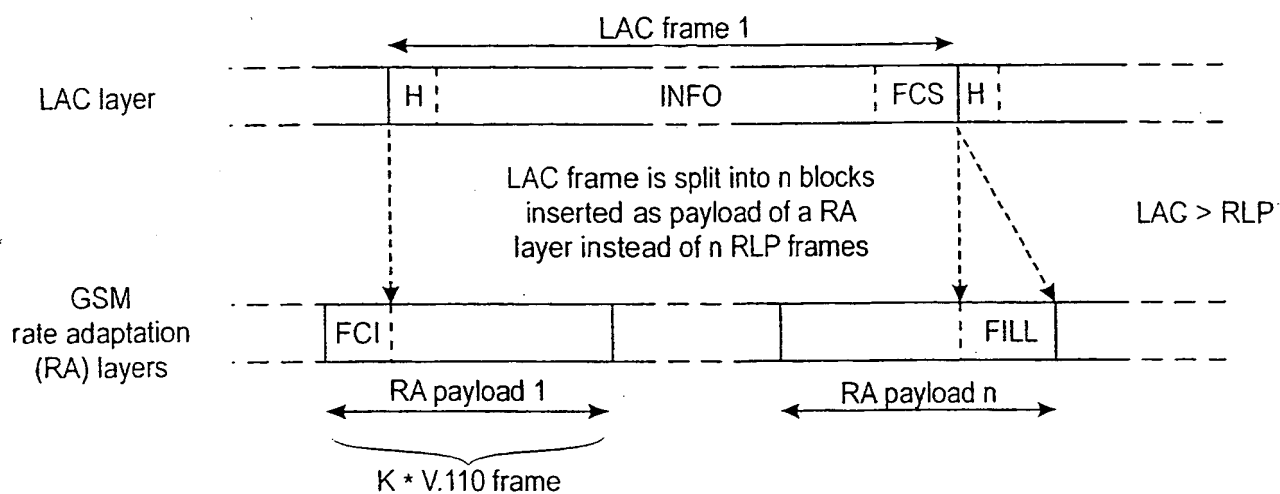 LAC frame 1
LAC layer
H
INFO
FCS
H
LAC frame is split into n blocks
inserted as payload of a RA
layer instead of n RLP frames
LAC > RLP
GSM
rate adaptation
(RA) layers
FCI
FILL
RA payload 1
RA payload n
K * V.110 frame